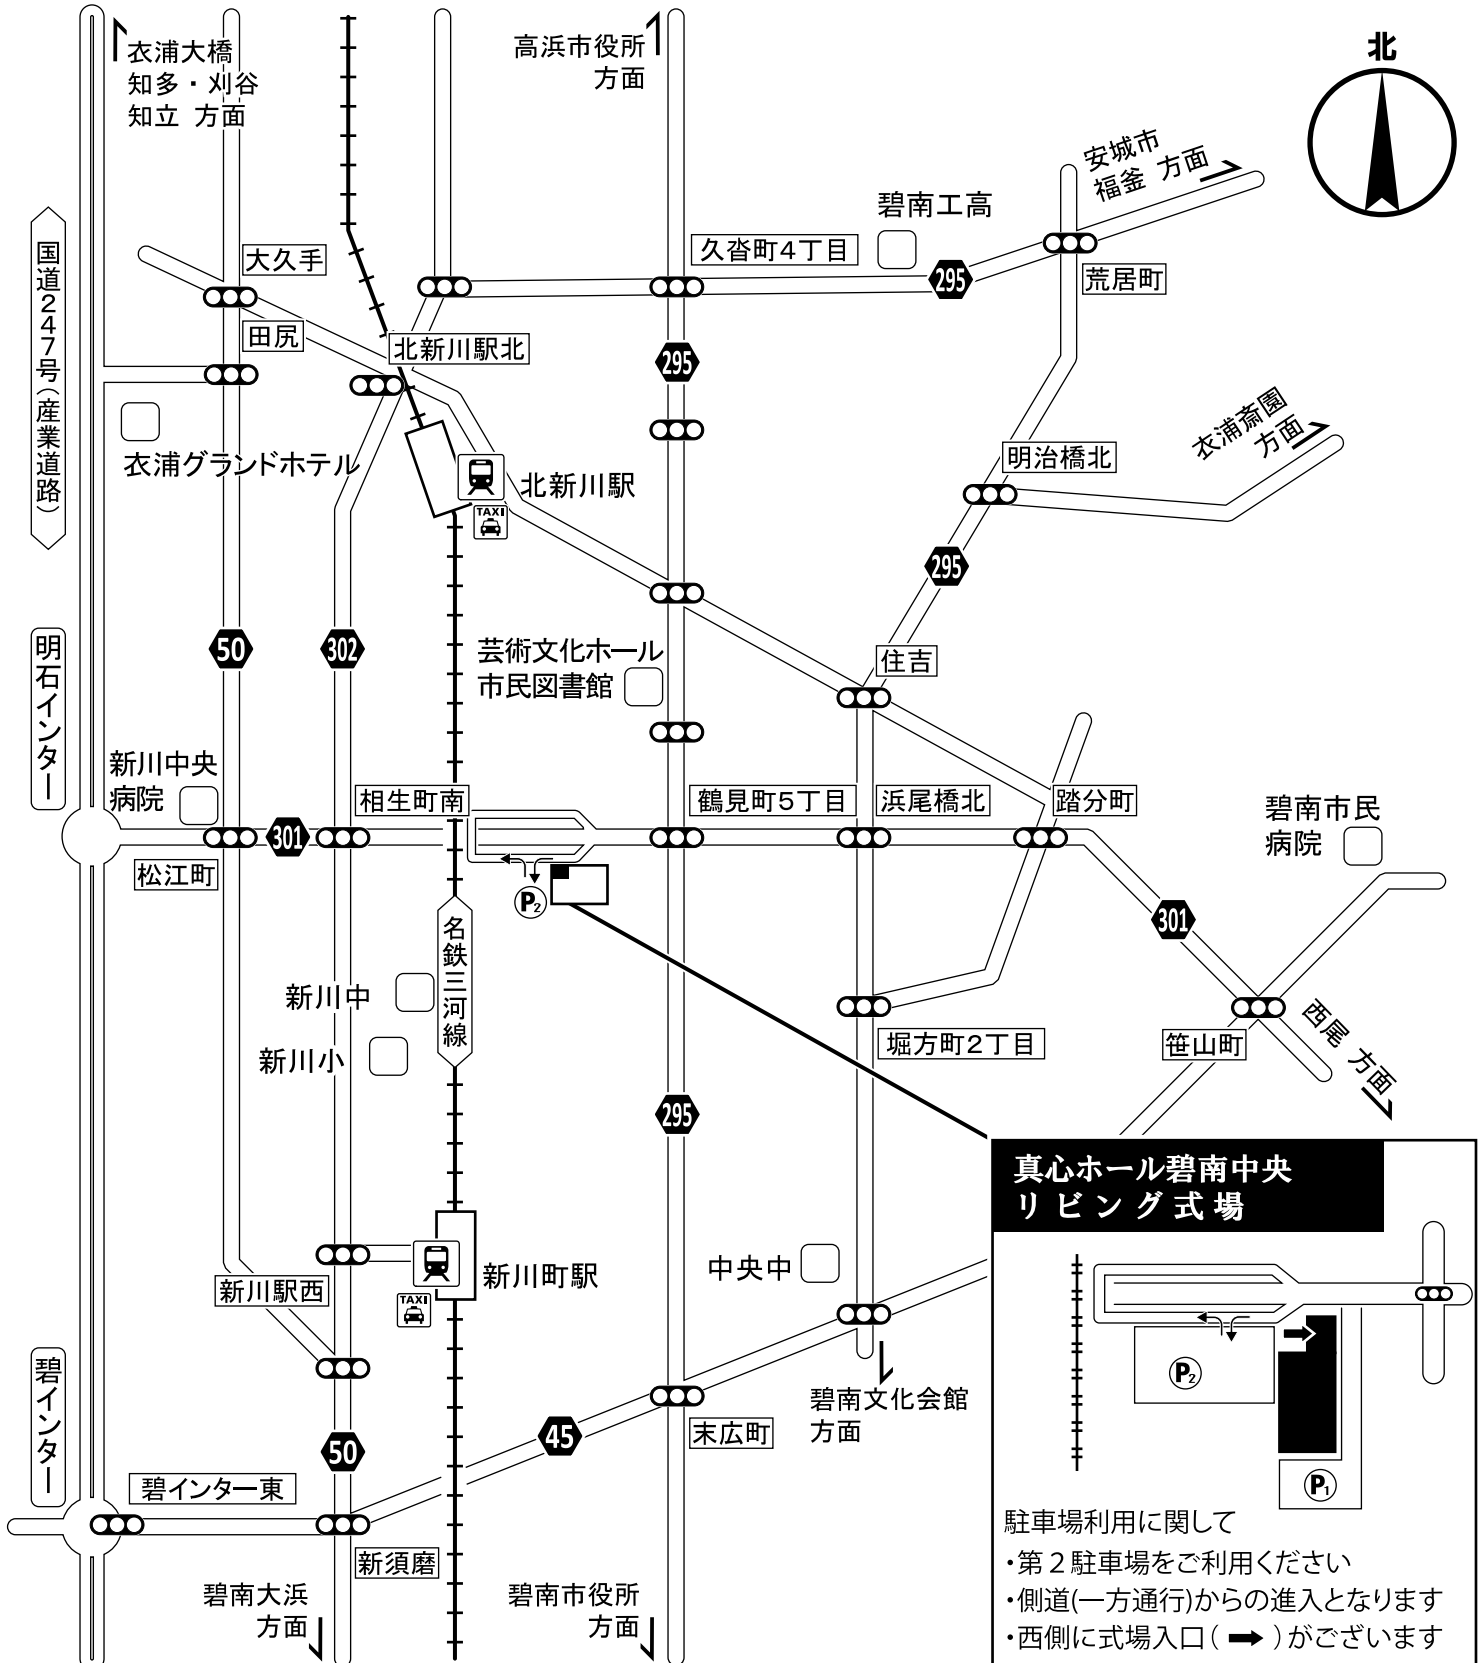 衣浦大橋
知多・刈谷
知立 方面
高浜市役所
方面
北
安城市
福釜 方面
碧南工高
久沓町4丁目
295
荒居町
大久手
田尻
北新川駅北
国道247号(産業道路)
295
衣浦グランドホテル
北新川駅
TAXI
明治橋北
衣浦斎園
方面
295
明石インター
50
302
芸術文化ホール
市民図書館
住吉
新川中央
病院
相生町南
鶴見町5丁目
浜尾橋北
踏分町
碧南市民
病院
301
松江町
P2
301
名鉄三河線
新川中
新川小
堀方町2丁目
笹山町
西尾 方面
295
新川駅西
新川町駅
TAXI
中央中
碧南文化会館
方面
碧インター
50
45
末広町
碧インター東
新須磨
碧南大浜
方面
碧南市役所
方面
真心ホール碧南中央
リビング式場
P2
P1
駐車場利用に関して
・第2駐車場をご利用ください
・側道(一方通行)からの進入となります
・西側に式場入口(➡)がございます